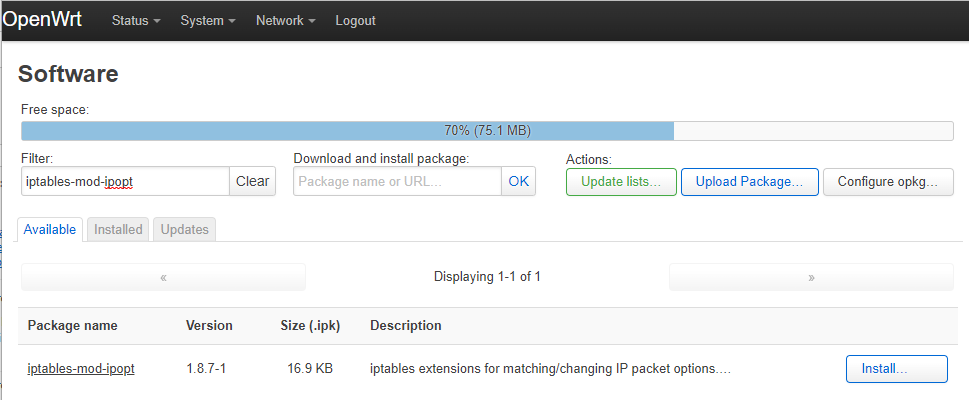 OpenWrt Status System Network Logout
Software
Free space:
70% (75.1 MB)
Filter: Download and install package: Actions:
iptables-mod-ipopt Clear Package name or URL... OK Update lists... Upload Package... Configure opkg...
Available Installed Updates
« Displaying 1-1 of 1 »
Package name Version Size (.ipk) Description
iptables-mod-ipopt 1.8.7-1 16.9 KB iptables extensions for matching/changing IP packet options.... Install...